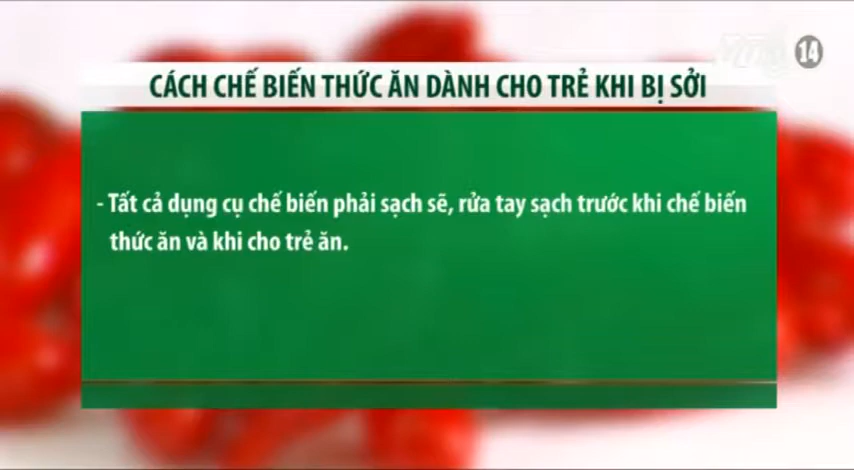 14
CÁCH CHẾ BIẾN THỨC ĂN DÀNH CHO TRẺ KHI BỊ SỞI
- Tất cả dụng cụ chế biến phải sạch sẽ, rửa tay sạch trước khi chế biến
thức ăn và khi cho trẻ ăn.